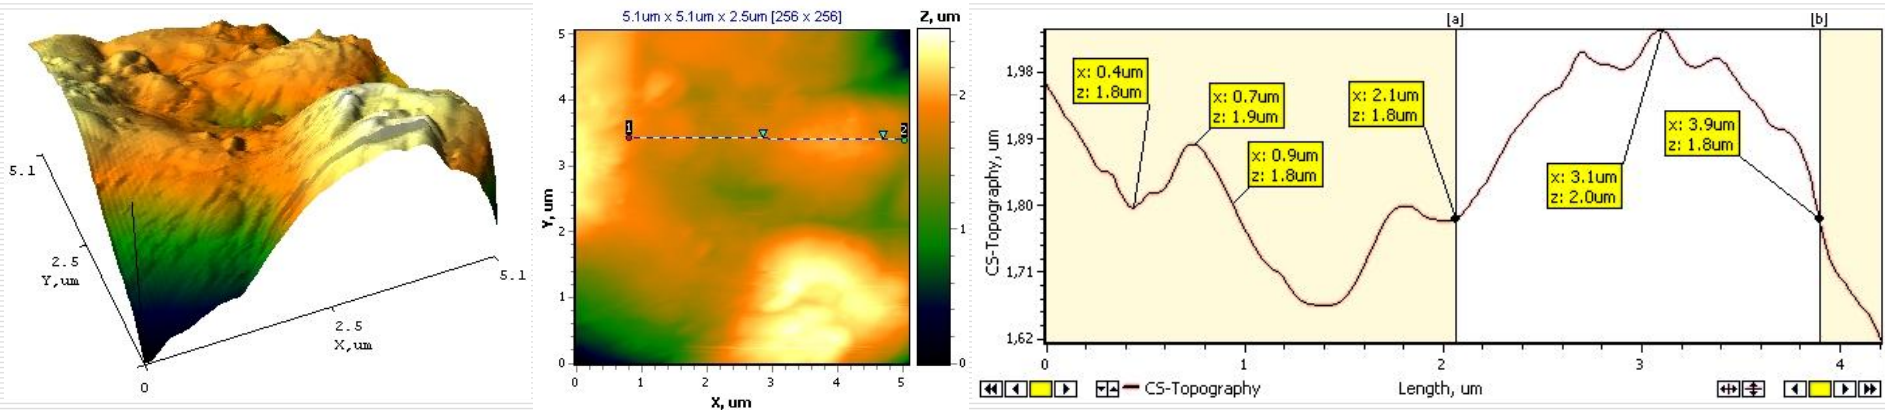 5.1
2.5
Y,um
0
2.5
X,um
5.1
5.1um x 5.1um x 2.5um [256 x 256]
Z, um
5
4
3
2
1
0
Y, um
1
2
0
1
2
3
4
5
X, um
2
1
0
[a]
[b]
1,98
1,89
1,80
1,71
1,62
CS-Topography, um
x: 0.4um
z: 1.8um
x: 0.7um
z: 1.9um
x: 0.9um
z: 1.8um
x: 2.1um
z: 1.8um
x: 3.1um
z: 2.0um
x: 3.9um
z: 1.8um
0
1
2
3
4
CS-Topography
Length, um